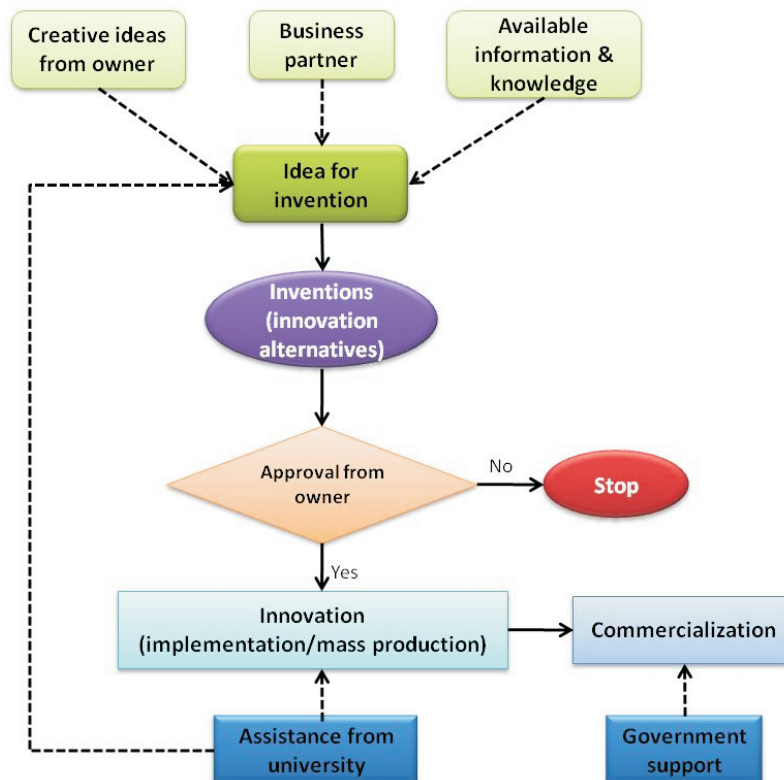 Creative ideas
from owner
Business
partner
Available
information &
knowledge
Idea for
invention
Inventions
(innovation
alternatives)
Approval from
owner
No
Stop
Yes
Innovation
(implementation/mass production)
Commercialization
Assistance from
university
Government
support